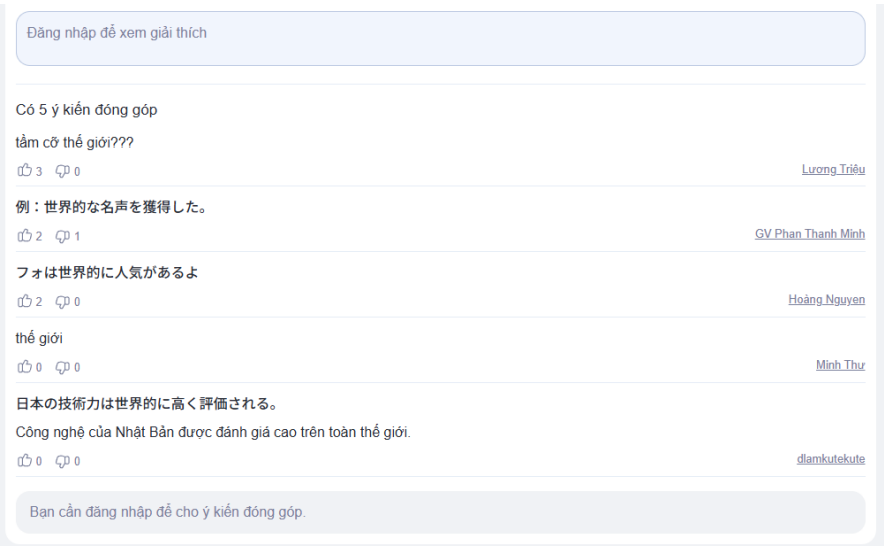 Đăng nhập để xem giải thích
Có 5 ý kiến đóng góp
tầm cỡ thế giới???
3 0
Lương Triệu
例：世界的な名声を獲得した。
2 1
GV Phan Thanh Minh
フォは世界的に人気があるよ
2 0
Hoàng Nguyen
thế giới
0 0
Minh Thư
日本の技術力は世界的に高く評価される。
Công nghệ của Nhật Bản được đánh giá cao trên toàn thế giới.
0 0
dlamkutekute
Bạn cần đăng nhập để cho ý kiến đóng góp.